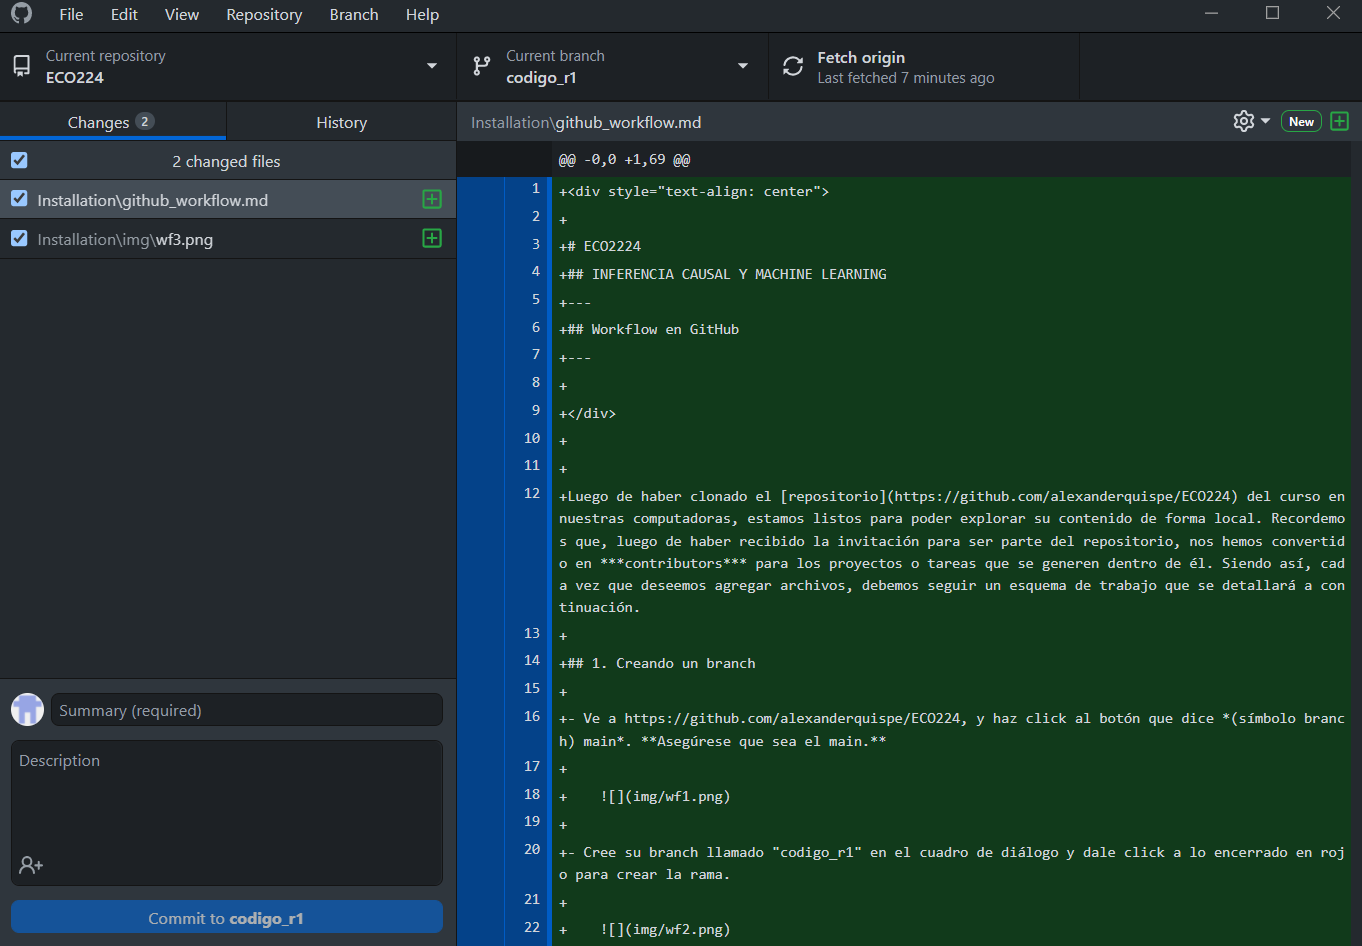 File Edit View Repository Branch Help
Current repository
ECO224
Current branch
codigo_r1
Fetch origin
Last fetched 7 minutes ago
Changes 2
History
2 changed files
Installation\github_workflow.md
Installation\img\wf3.png
Summary (required)
Description
Commit to codigo_r1
Installation\github_workflow.md
New
@@ -0,0 +1,69 @@
1 +<div style="text-align: center">
2 +
3 +# ECO2224
4 +## INFERENCIA CAUSAL Y MACHINE LEARNING
5 +---
6 +## Workflow en GitHub
7 +---
8 +
9 +</div>
10 +
11 +
12 +Luego de haber clonado el [repositorio](https://github.com/alexanderquispe/ECO224) del curso en
nuestras computadoras, estamos listos para poder explorar su contenido de forma local. Recordemo
s que, luego de haber recibido la invitación para ser parte del repositorio, nos hemos convertid
o en ***contributors*** para los proyectos o tareas que se generen dentro de él. Siendo así, cad
a vez que deseemos agregar archivos, debemos seguir un esquema de trabajo que se detallará a con
tinuación.
13 +
14 +## 1. Creando un branch
15 +
16 +- Ve a https://github.com/alexanderquispe/ECO224, y haz click al botón que dice *(símbolo branc
h) main*. **Asegúrese que sea el main.**
17 +
18 +    ![](img/wf1.png)
19 +
20 +- Cree su branch llamado "codigo_r1" en el cuadro de diálogo y dale click a lo encerrado en roj
o para crear la rama.
21 +
22 +    ![](img/wf2.png)